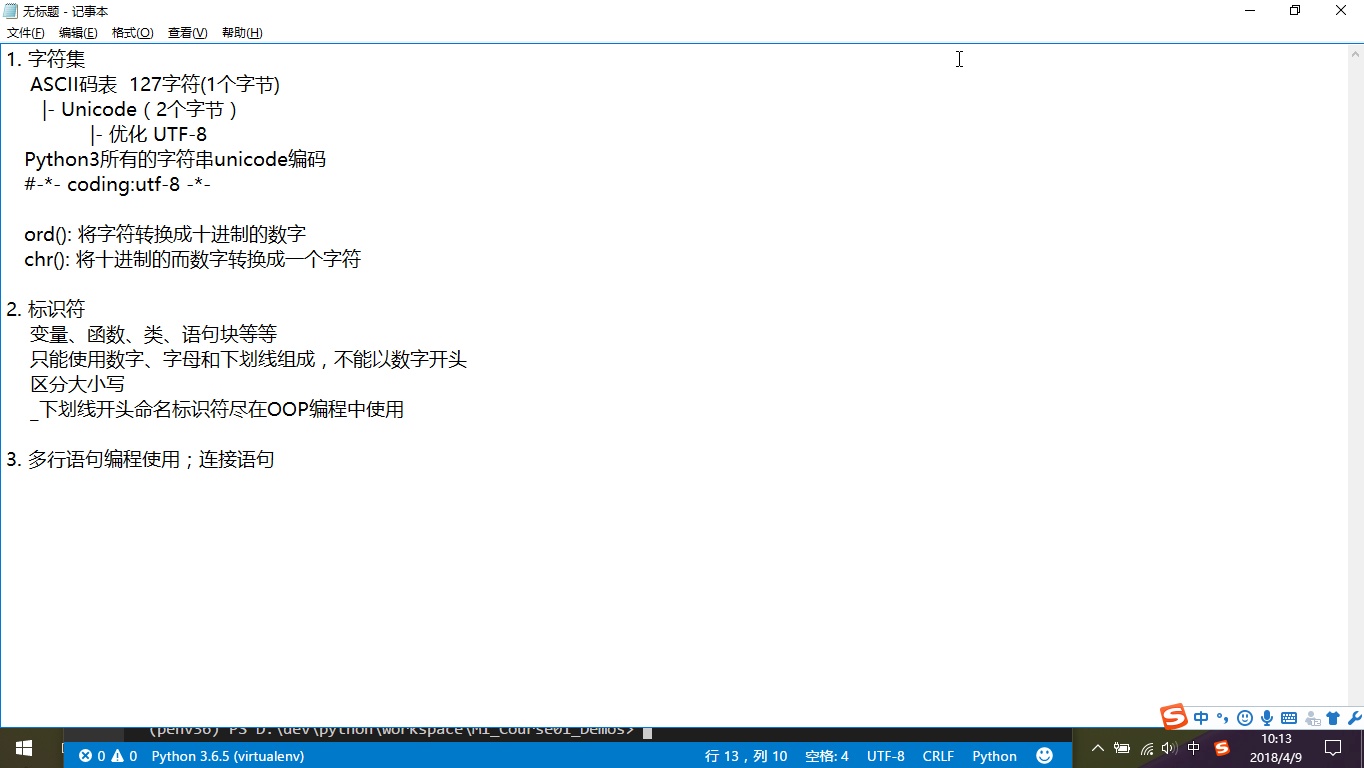 无标题 - 记事本
文件(F) 编辑(E) 格式(O) 查看(V) 帮助(H)
1. 字符集
ASCII码表 127字符(1个字节)
|- Unicode（2个字节）
|- 优化 UTF-8
Python3所有的字符串unicode编码
#-*- coding:utf-8 -*-
ord(): 将字符转换成十进制的数字
chr(): 将十进制的而数字转换成一个字符
2. 标识符
变量、函数、类、语句块等等
只能使用数字、字母和下划线组成，不能以数字开头
区分大小写
_下划线开头命名标识符尽在OOP编程中使用
3. 多行语句编程使用；连接语句
中
(penv36) PS D:\dev\python\workspace\MI_Course01_Demos>
0 0 Python 3.6.5 (virtualenv) 行 13，列 10 空格: 4 UTF-8 CRLF Python
中
10:13
2018/4/9